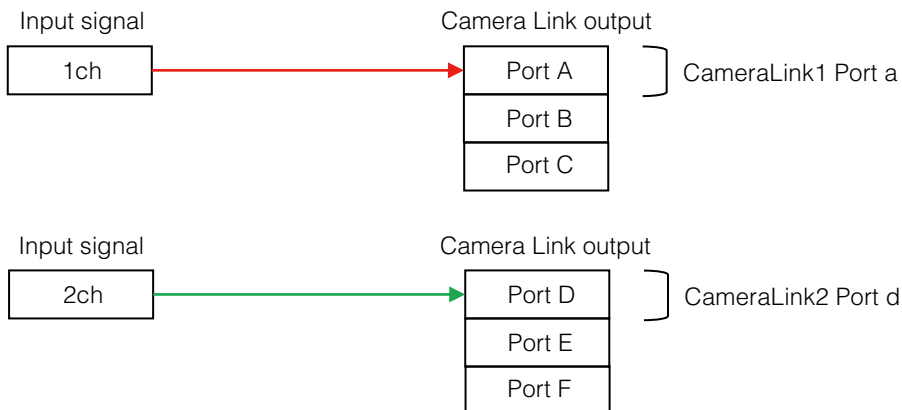 Input signal
Camera Link output
1ch
Port A
CameraLink1 Port a
Port B
Port C
Input signal
Camera Link output
2ch
Port D
CameraLink2 Port d
Port E
Port F